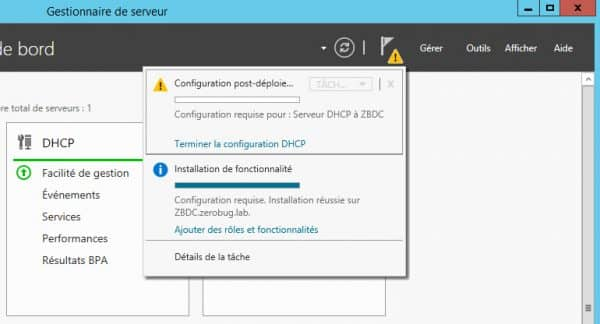 Gestionnaire de serveur
de bord
Gérer Outils Afficher Aide
Configuration post-déploie... TÂCH...
re total de serveurs : 1
Configuration requise pour : Serveur DHCP à ZBDC
DHCP
Terminer la configuration DHCP
Facilité de gestion
Installation de fonctionnalité
Événements
Configuration requise. Installation réussie sur
Services
ZBDC.zerobug.lab.
Performances
Ajouter des rôles et fonctionnalités
Résultats BPA
Détails de la tâche